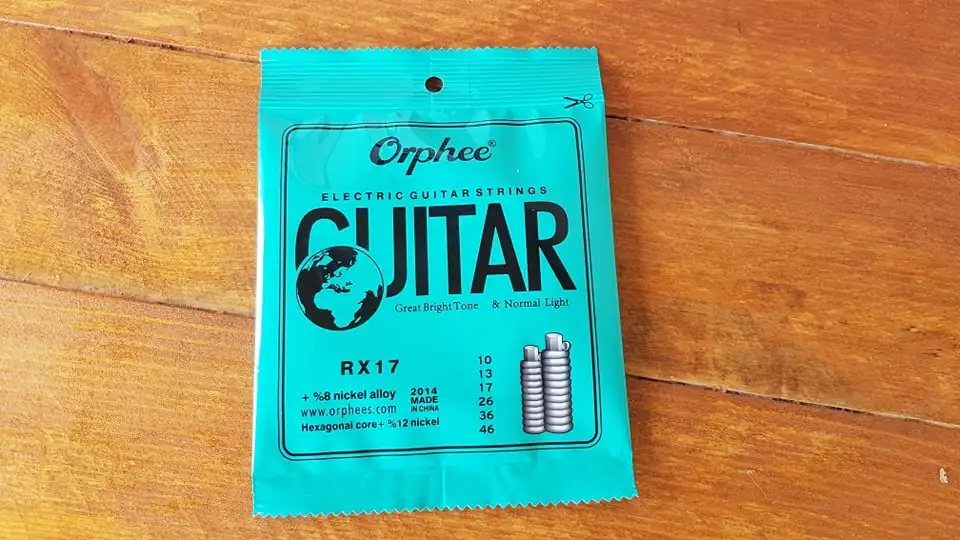 Orphee®
ELECTRIC GUITAR STRINGS
GUITAR
Great Bright Tone & Normal Light
RX17
+ %8 nickel alloy
www.orphees.com
Hexagonal core+ %12 nickel
2014
MADE
IN CHINA
10
13
17
26
36
46